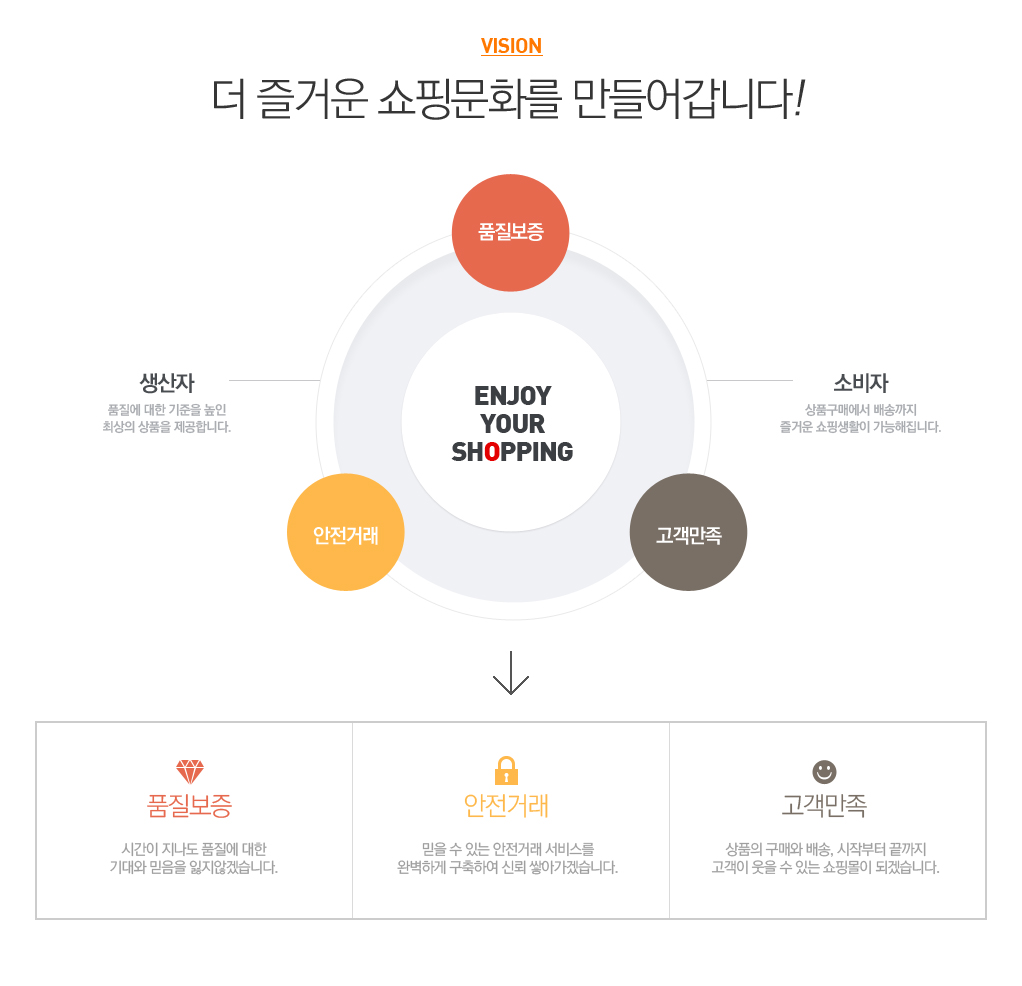 VISION
더 즐거운 쇼핑문화를 만들어갑니다!
품질보증
생산자
품질에 대한 기준을 높인
최상의 상품을 제공합니다.
ENJOY
YOUR
SHOPPING
소비자
상품구매에서 배송까지
즐거운 쇼핑생활이 가능해집니다.
안전거래
고객만족
품질보증
시간이 지나도 품질에 대한
기대와 믿음을 잃지않겠습니다.
안전거래
믿을 수 있는 안전거래 서비스를
완벽하게 구축하여 신뢰 쌓아가겠습니다.
고객만족
상품의 구매와 배송, 시작부터 끝까지
고객이 웃을 수 있는 쇼핑몰이 되겠습니다.